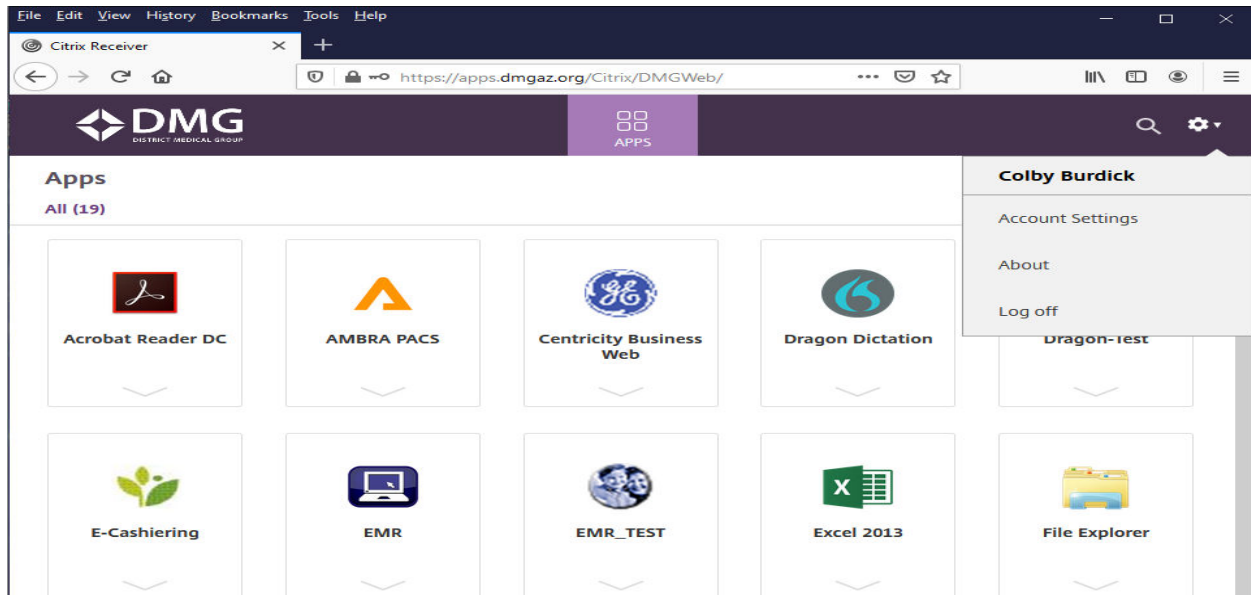 File Edit View History Bookmarks Tools Help
Citrix Receiver
https://apps.dmgaz.org/Citrix/DMGWeb/
DMG
DISTRICT MEDICAL GROUP
APPS
Apps
Colby Burdick
All (19)
Account Settings
About
Log off
Acrobat Reader DC
AMBRA PACS
Centricity Business
Web
Dragon Dictation
Dragon-Test
E-Cashiering
EMR
EMR_TEST
Excel 2013
File Explorer